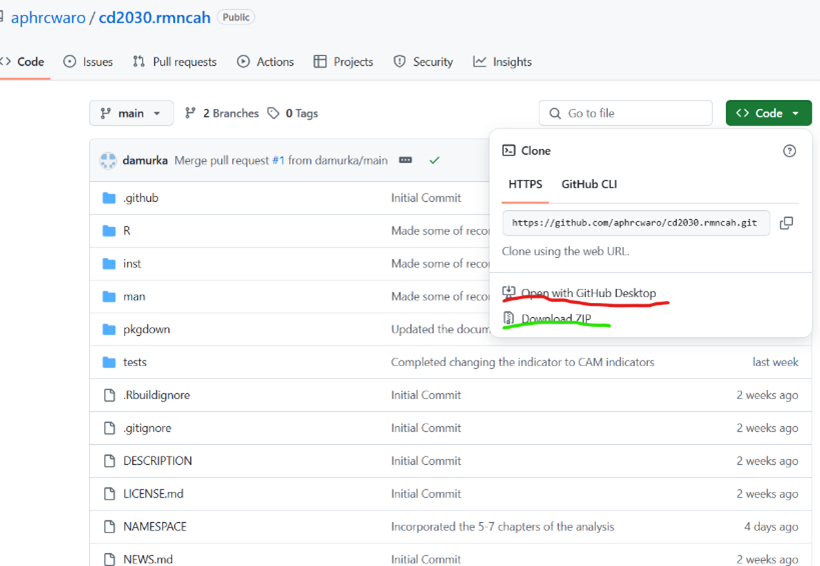 aphrcwaro / cd2030.rmncah Public
Code Issues Pull requests Actions Projects Security Insights
main 2 Branches 0 Tags Go to file Code
damurka Merge pull request #1 from damurka/main
Clone
HTTPS GitHub CLI
https://github.com/aphrcwaro/cd2030.rmncah.git
Clone using the web URL.
Open with GitHub Desktop
Download ZIP
.github Initial Commit
R Made some of reco
inst Made some of reco
man Made some of reco
pkgdown Updated the docum
tests Completed changing the indicator to CAM indicators last week
.Rbuildignore Initial Commit 2 weeks ago
.gitignore Initial Commit 2 weeks ago
DESCRIPTION Initial Commit 2 weeks ago
LICENSE.md Initial Commit 2 weeks ago
NAMESPACE Incorporated the 5-7 chapters of the analysis 4 days ago
NEWS.md Initial Commit 2 weeks ago